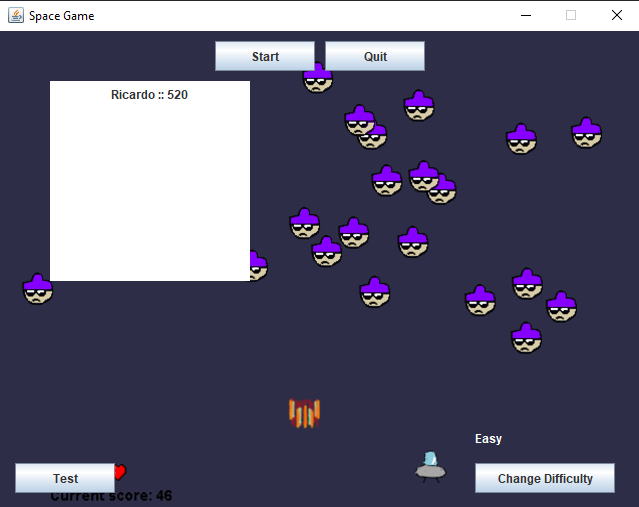 Space Game
Start
Quit
Ricardo :: 520
Easy
Test
Change Difficulty
Current score: 46